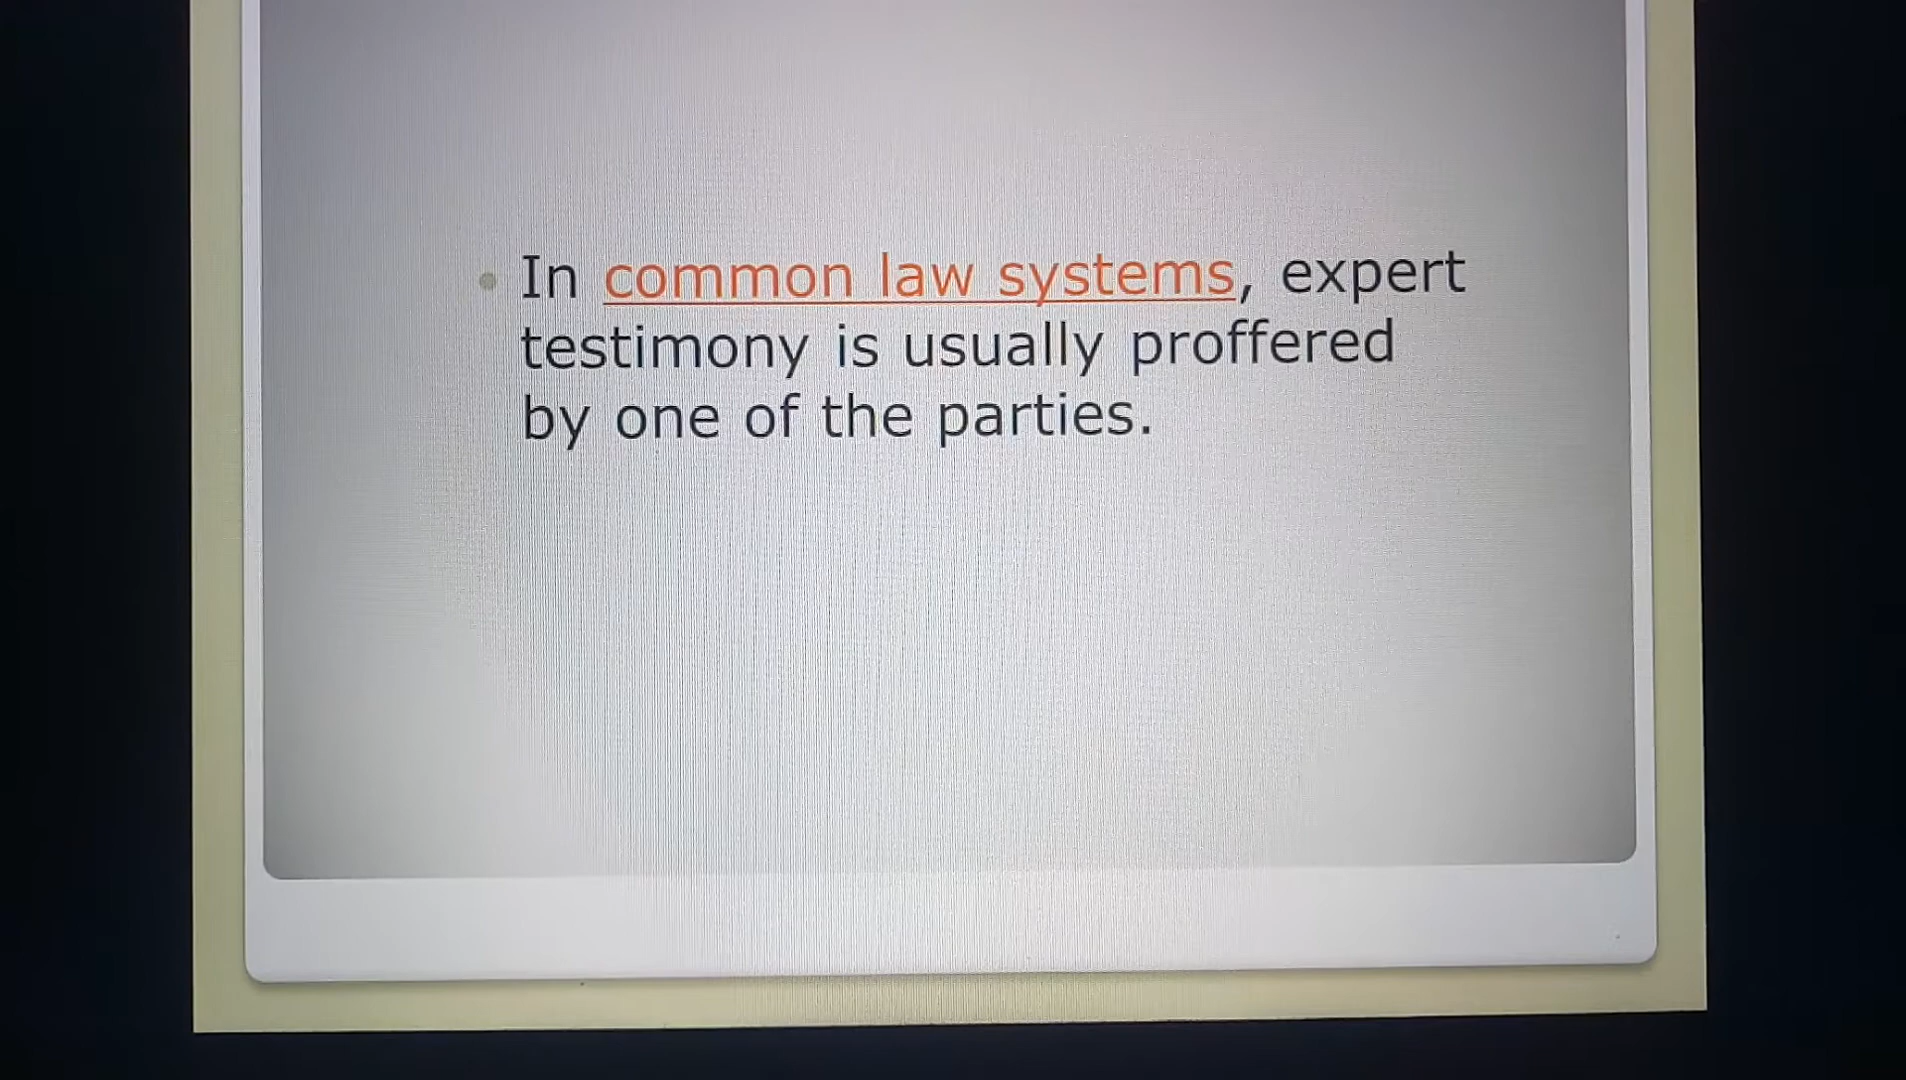 In common law systems, expert
testimony is usually proffered
by one of the parties.